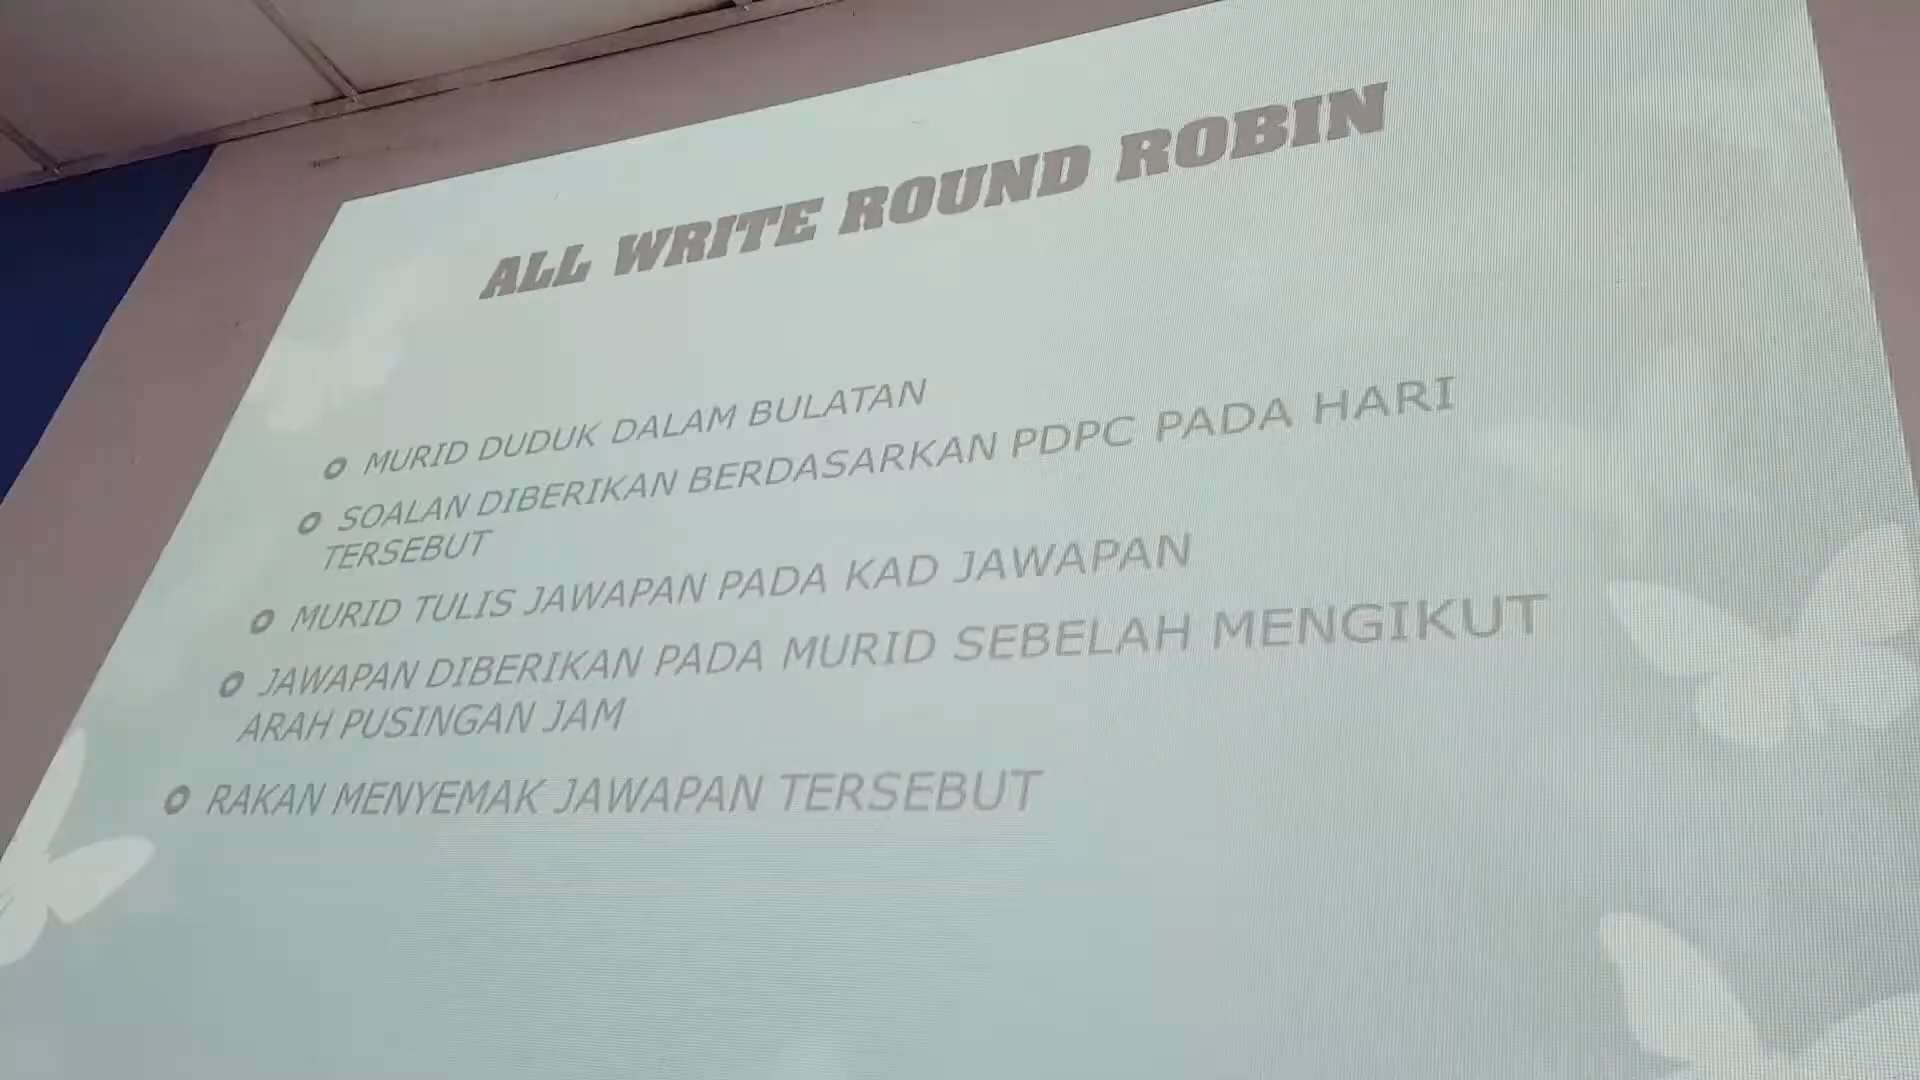 ALL WRITE ROUND ROBIN
MURID DUDUK DALAM BULATAN
SOALAN DIBERIKAN BERDASARKAN PDPC PADA HARI
TERSEBUT
MURID TULIS JAWAPAN PADA KAD JAWAPAN
JAWAPAN DIBERIKAN PADA MURID SEBELAH MENGIKUT
ARAH PUSINGAN JAM
RAKAN MENYEMAK JAWAPAN TERSEBUT